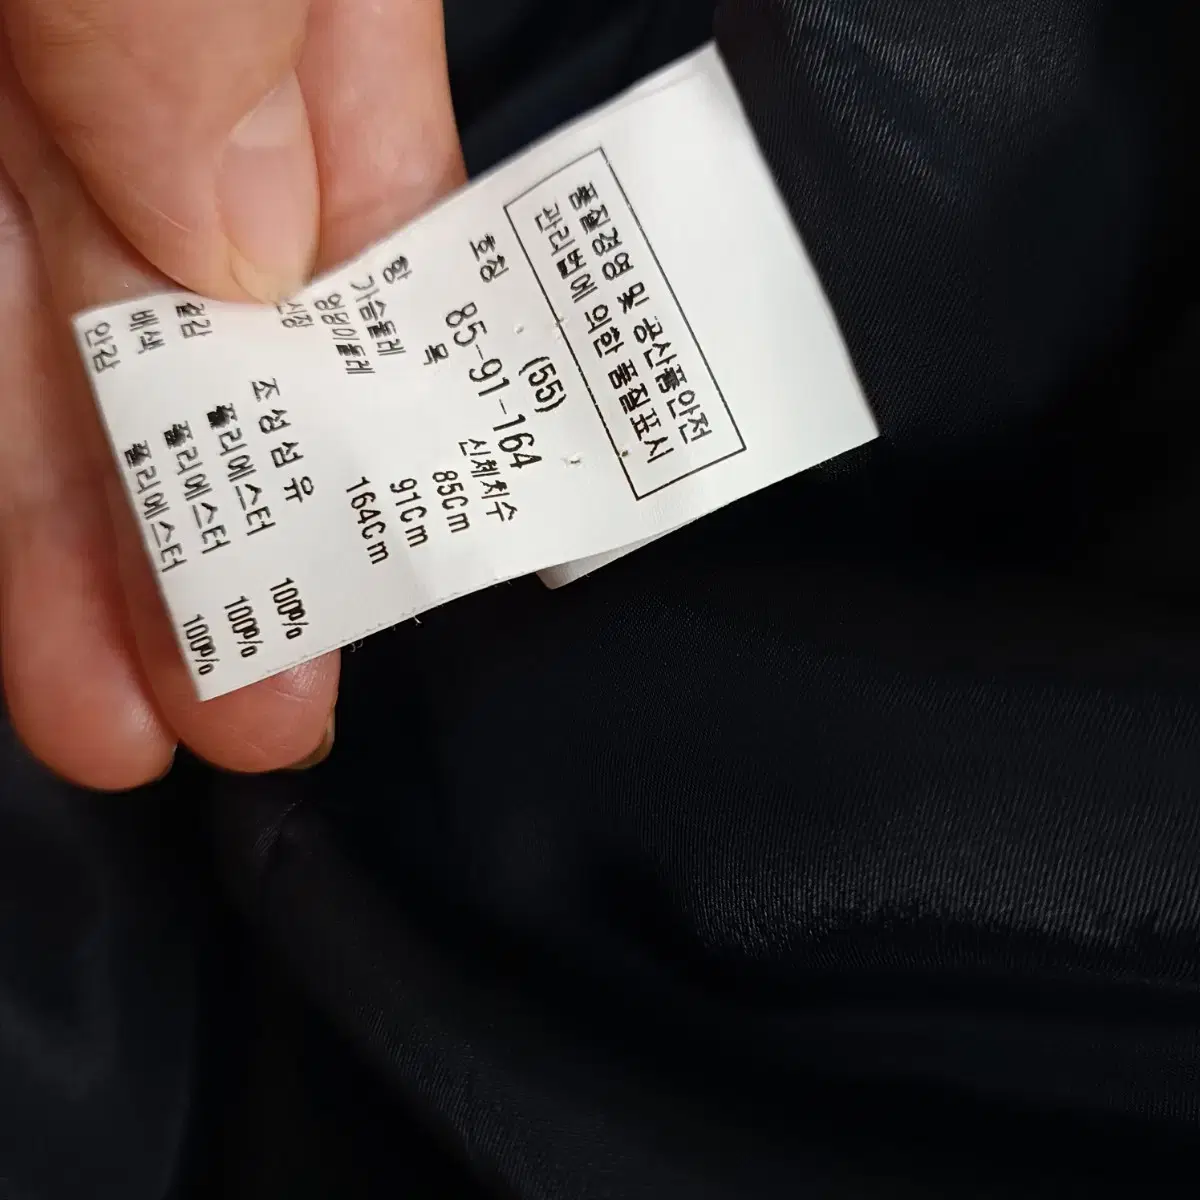 품질경영 및 공산품안전
관리법에 의한 품질표시
(55)
호칭 85-91-164
항 목 신체치수
가슴둘레 85Cm
엉덩이둘레 91Cm
신장 164Cm
조성섬유
겉감 폴리에스터 100%
배색 폴리에스터 100%
안감 폴리에스터 100%